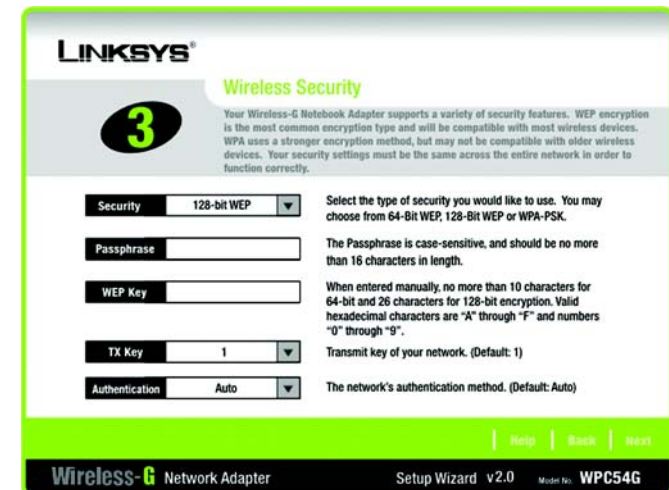 LINKSYS®
Wireless Security
3
Your Wireless-G Notebook Adapter supports a variety of security features. WEP encryption
is the most common encryption type and will be compatible with most wireless devices.
WPA uses a stronger encryption method, but may not be compatible with older wireless
devices. Your security settings must be the same across the entire network in order to
function correctly.
Security 128-bit WEP
Select the type of security you would like to use. You may
choose from 64-Bit WEP, 128-Bit WEP or WPA-PSK.
Passphrase
The Passphrase is case-sensitive, and should be no more
than 16 characters in length.
WEP Key
When entered manually, no more than 10 characters for
64-bit and 26 characters for 128-bit encryption. Valid
hexadecimal characters are “A” through “F” and numbers
“0” through “9”.
TX Key 1
Transmit key of your network. (Default: 1)
Authentication Auto
The network's authentication method. (Default: Auto)
Help Back Next
Wireless-G Network Adapter Setup Wizard v2.0 Model No. WPC54G